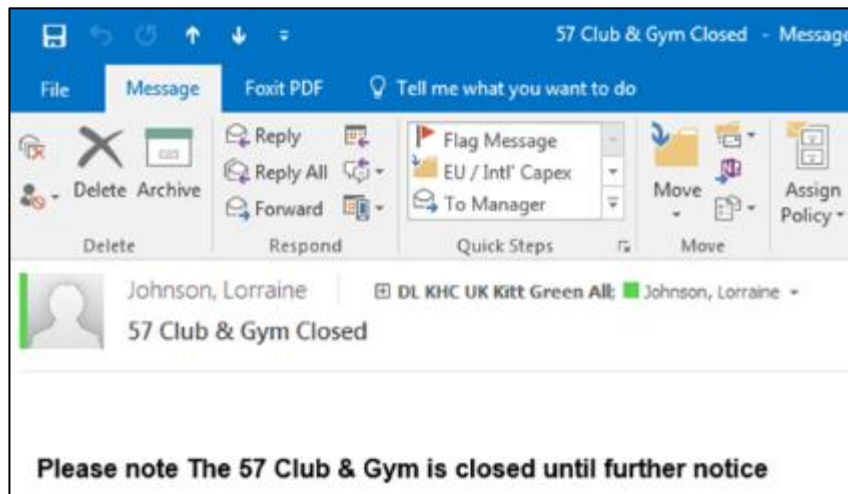 57 Club & Gym Closed - Message
File Message Foxit PDF Tell me what you want to do
Delete Archive
Reply
Reply All
Forward
Flag Message
EU / Intl' Capex
To Manager
Move
Assign
Policy
Delete Respond Quick Steps Move
Johnson, Lorraine DL KHC UK Kitt Green All; Johnson, Lorraine
57 Club & Gym Closed
Please note The 57 Club & Gym is closed until further notice